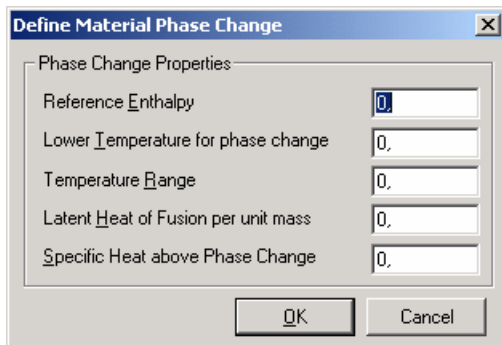 Define Material Phase Change
Phase Change Properties
Reference Enthalpy 0,
Lower Temperature for phase change 0,
Temperature Range 0,
Latent Heat of Fusion per unit mass 0,
Specific Heat above Phase Change 0,
OK Cancel